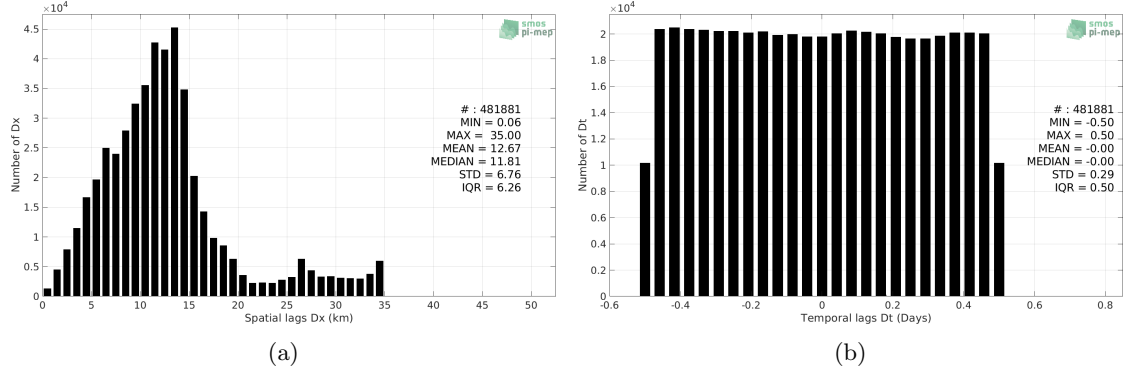 ×10⁴
4.5
4
3.5
3
2.5
2
1.5
1
0.5
0
Number of Dx
0 5 10 15 20 25 30 35 40 45 50
Spatial lags Dx (km)
smos
pi-mep
# : 481881
MIN = 0.06
MAX = 35.00
MEAN = 12.67
MEDIAN = 11.81
STD = 6.76
IQR = 6.26
(a)
×10⁴
2
1.8
1.6
1.4
1.2
1
0.8
0.6
0.4
0.2
0
Number of Dt
-0.6 -0.4 -0.2 0 0.2 0.4 0.6 0.8
Temporal lags Dt (Days)
smos
pi-mep
# : 481881
MIN = -0.50
MAX = 0.50
MEAN = -0.00
MEDIAN = -0.00
STD = 0.29
IQR = 0.50
(b)